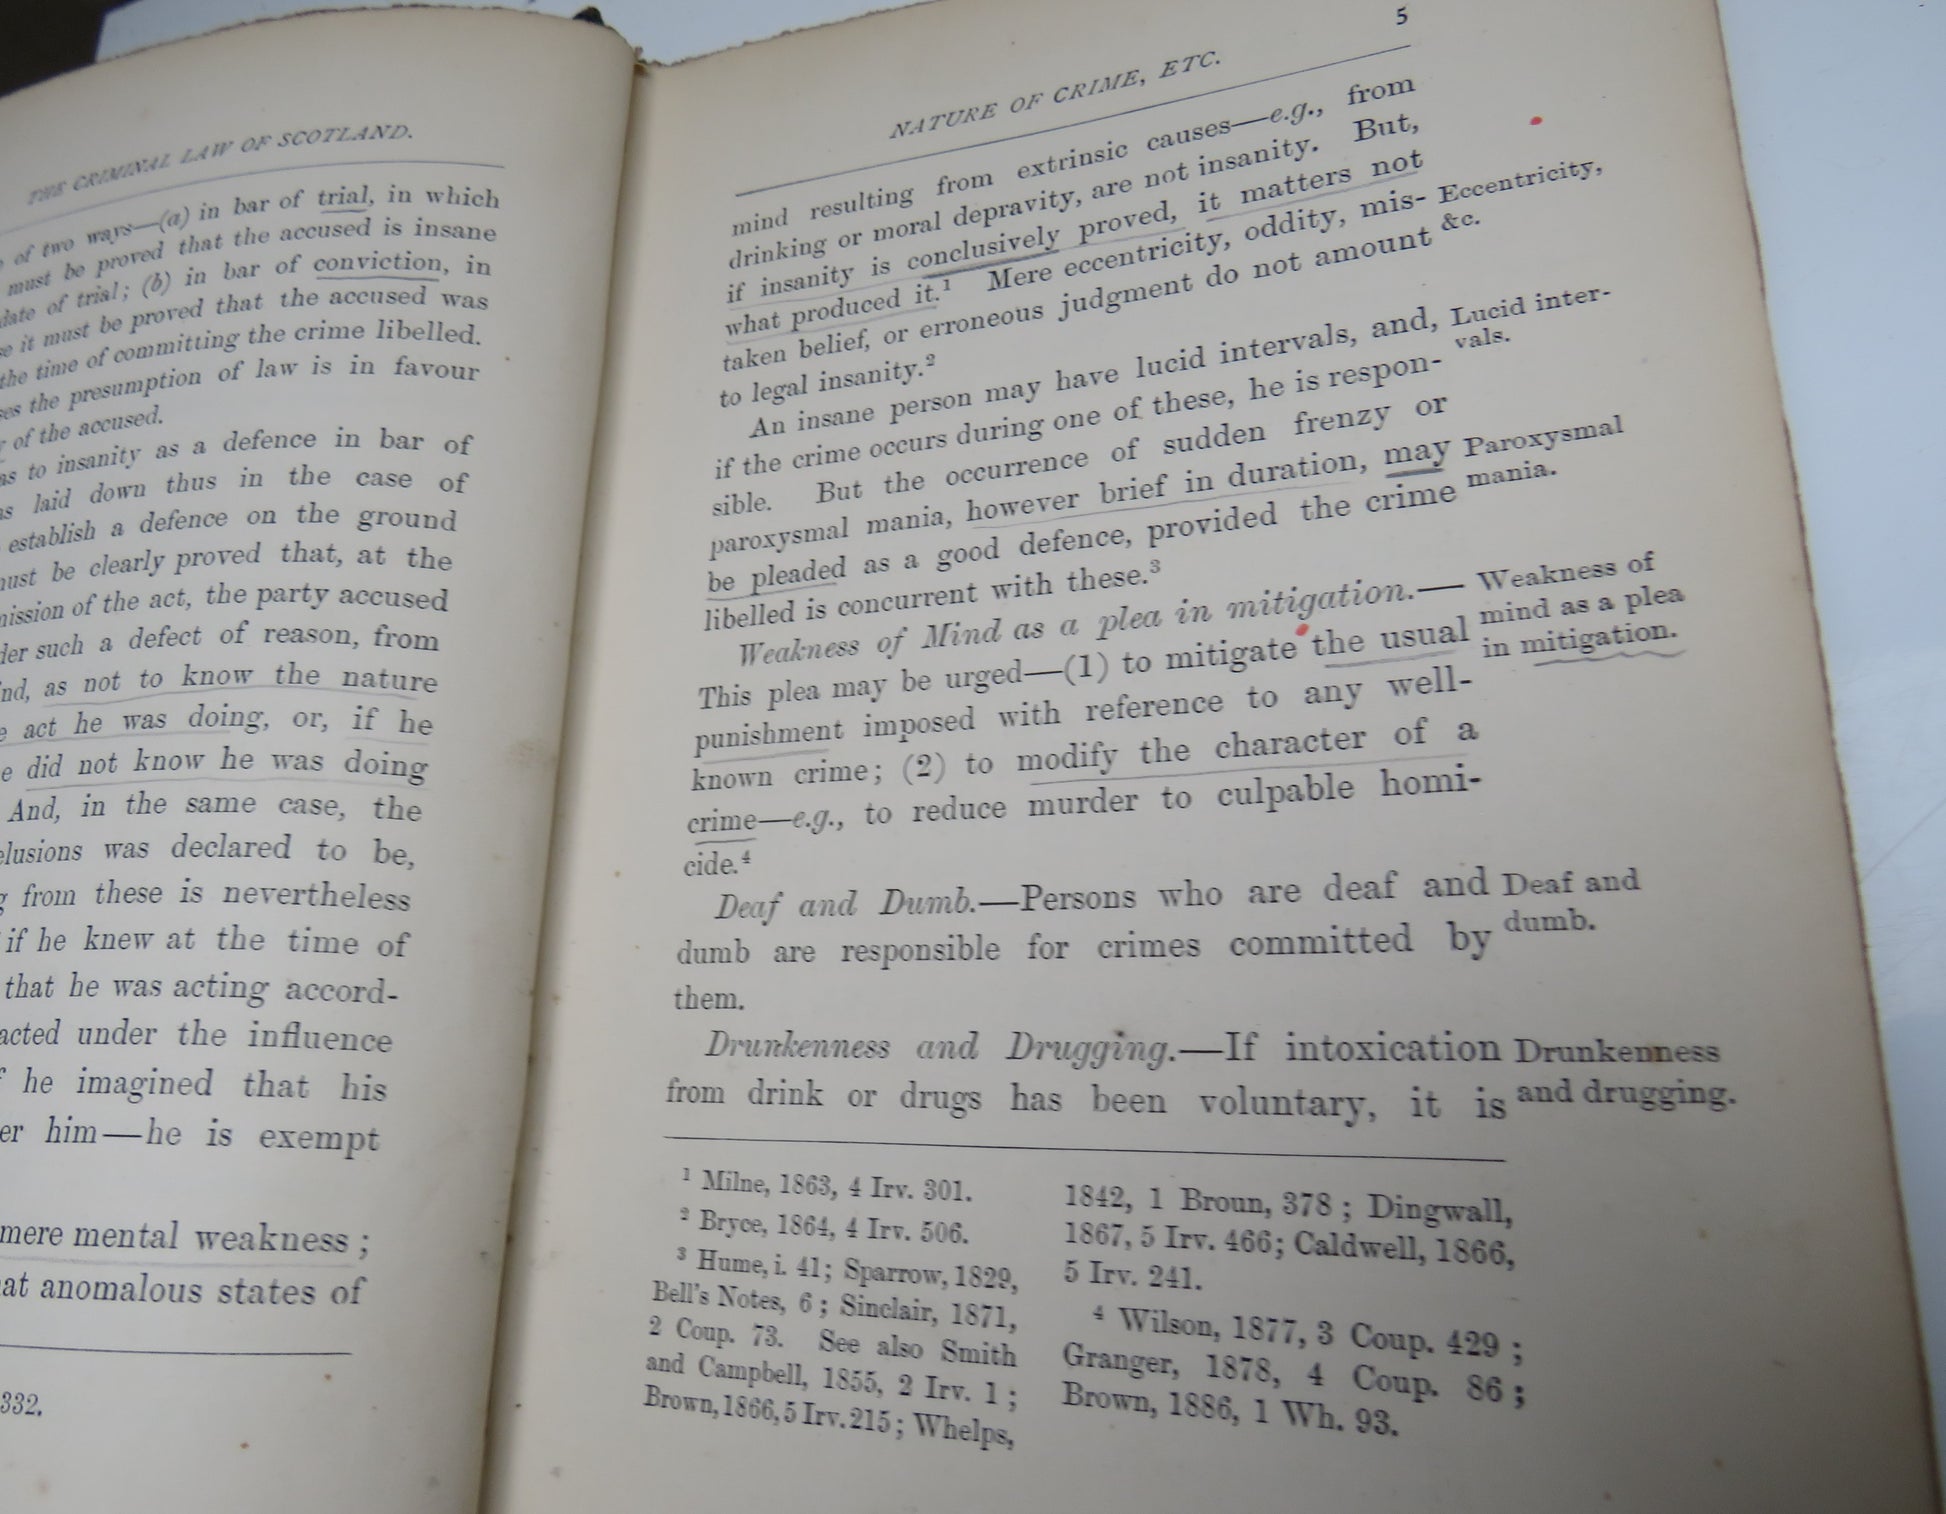 THE CRIMINAL LAW OF SCOTLAND.
of two ways—(a) in bar of trial, in which
must be proved that the accused is insane
date of trial; (b) in bar of conviction, in
it must be proved that the accused was
the time of committing the crime libelled.
the presumption of law is in favour
of the accused.
as to insanity as a defence in bar of
laid down thus in the case of
establish a defence on the ground
must be clearly proved that, at the
mission of the act, the party accused
such a defect of reason, from
as not to know the nature
act he was doing, or, if he
did not know he was doing
And, in the same case, the
was declared to be,
from these is nevertheless
if he knew at the time of
that he was acting accord-
acted under the influence
he imagined that his
him—he is exempt
mere mental weakness;
anomalous states of
332.
5
NATURE OF CRIME, ETC.
mind resulting from extrinsic causes—e.g., from
drinking or moral depravity, are not insanity. But,
if insanity is conclusively proved, it matters not
what produced it.¹ Mere eccentricity, oddity, mis-
taken belief, or erroneous judgment do not amount
to legal insanity.²
Eccentricity,
&c.
An insane person may have lucid intervals, and,
if the crime occurs during one of these, he is respon-
sible. But the occurrence of sudden frenzy or
paroxysmal mania, however brief in duration, may
be pleaded as a good defence, provided the crime
libelled is concurrent with these.³
Lucid inter-
vals.
Paroxysmal
mania.
Weakness of Mind as a plea in mitigation.—
This plea may be urged—(1) to mitigate the usual
punishment imposed with reference to any well-
known crime; (2) to modify the character of a
crime—e.g., to reduce murder to culpable homi-
cide.⁴
Weakness of
mind as a plea
in mitigation.
Deaf and Dumb.—Persons who are deaf and
dumb are responsible for crimes committed by
them.
Deaf and
dumb.
Drunkenness and Drugging.—If intoxication
from drink or drugs has been voluntary, it is
Drunkenness
and drugging.
¹ Milne, 1863, 4 Irv. 301.
² Bryce, 1864, 4 Irv. 506.
³ Hume, i. 41; Sparrow, 1829,
Bell's Notes, 6; Sinclair, 1871,
2 Coup. 73. See also Smith
and Campbell, 1855, 2 Irv. 1;
Brown, 1866, 5 Irv. 215; Whelps,
1842, 1 Broun, 378; Dingwall,
1867, 5 Irv. 466; Caldwell, 1866,
5 Irv. 241.
⁴ Wilson, 1877, 3 Coup. 429;
Granger, 1878, 4 Coup. 86;
Brown, 1886, 1 Wh. 93.